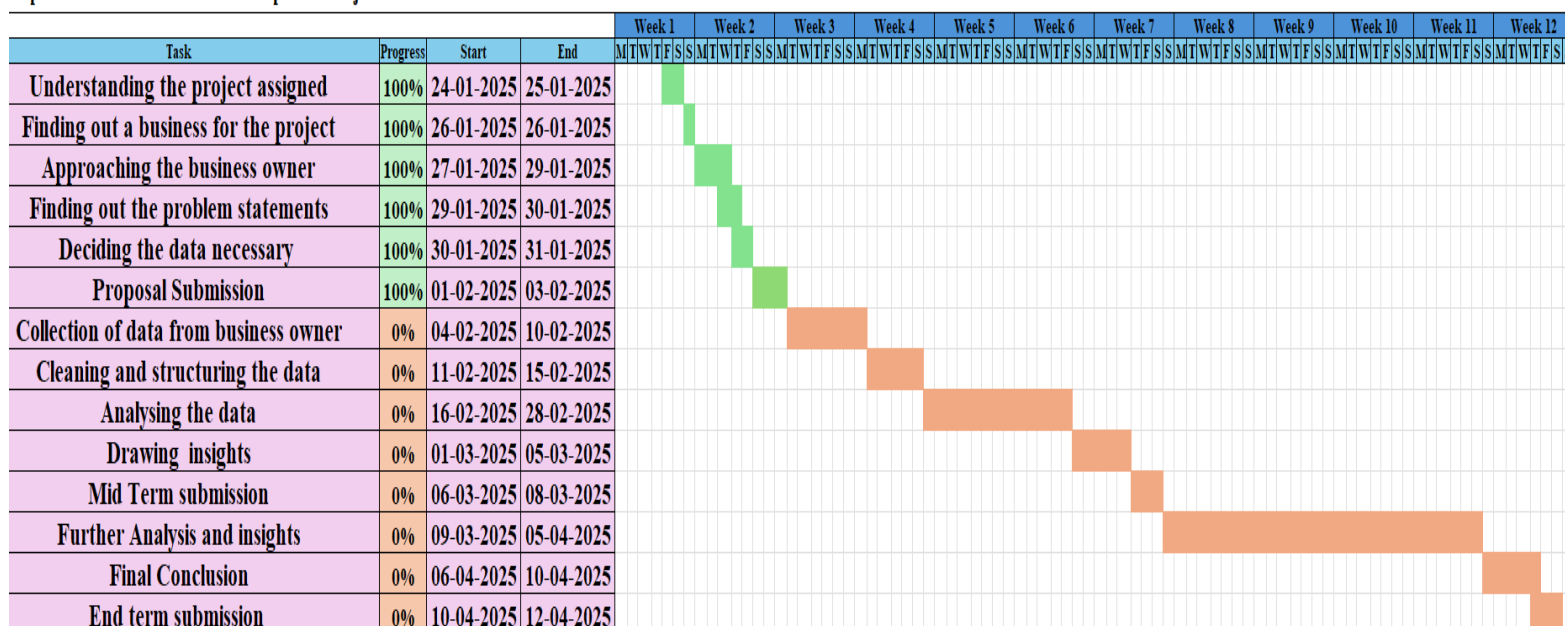 Week 1 Week 2 Week 3 Week 4 Week 5 Week 6 Week 7 Week 8 Week 9 Week 10 Week 11 Week 12
Task Progress Start End M T W T F S S M T W T F S S M T W T F S S M T W T F S S M T W T F S S M T W T F S S M T W T F S S M T W T F S S M T W T F S S M T W T F S S M T W T F S S M T W T F S
Understanding the project assigned 100% 24-01-2025 25-01-2025
Finding out a business for the project 100% 26-01-2025 26-01-2025
Approaching the business owner 100% 27-01-2025 29-01-2025
Finding out the problem statements 100% 29-01-2025 30-01-2025
Deciding the data necessary 100% 30-01-2025 31-01-2025
Proposal Submission 100% 01-02-2025 03-02-2025
Collection of data from business owner 0% 04-02-2025 10-02-2025
Cleaning and structuring the data 0% 11-02-2025 15-02-2025
Analysing the data 0% 16-02-2025 28-02-2025
Drawing insights 0% 01-03-2025 05-03-2025
Mid Term submission 0% 06-03-2025 08-03-2025
Further Analysis and insights 0% 09-03-2025 05-04-2025
Final Conclusion 0% 06-04-2025 10-04-2025
End term submission 0% 10-04-2025 12-04-2025